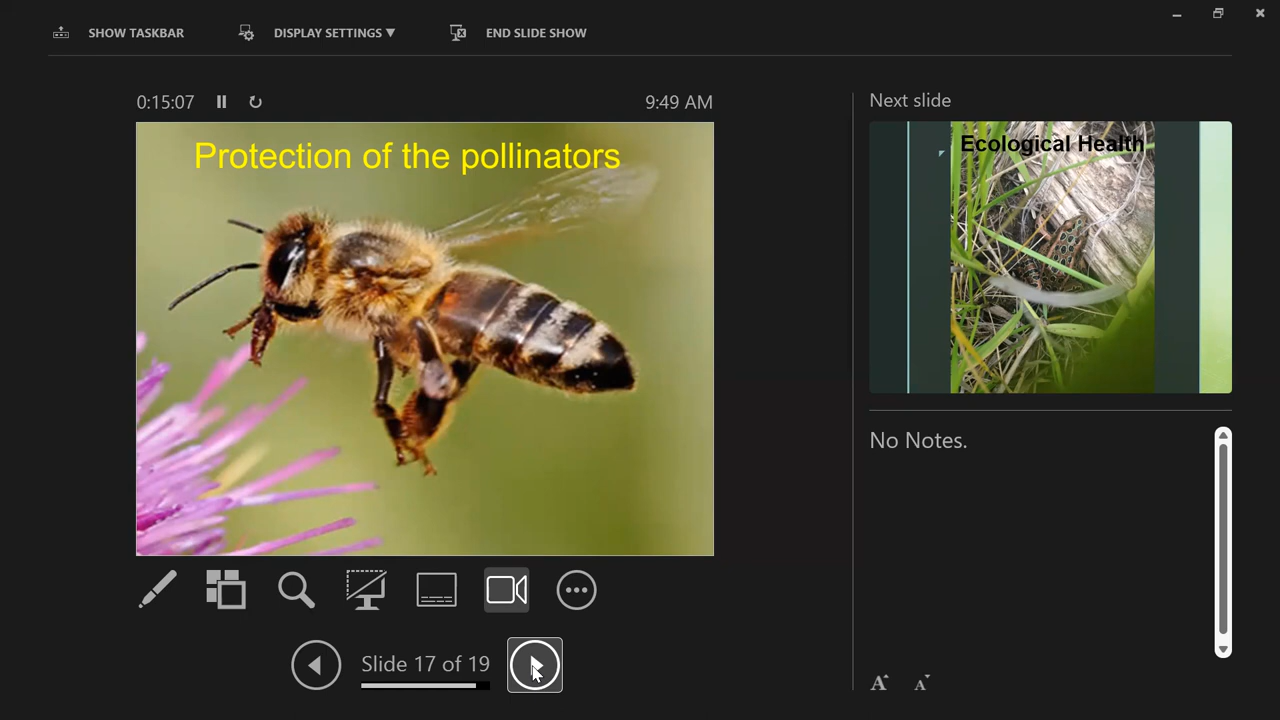 SHOW TASKBAR
DISPLAY SETTINGS ▼
END SLIDE SHOW
0:15:07
9:49 AM
Protection of the pollinators
Slide 17 of 19
Next slide
Ecological Health
No Notes.
A A